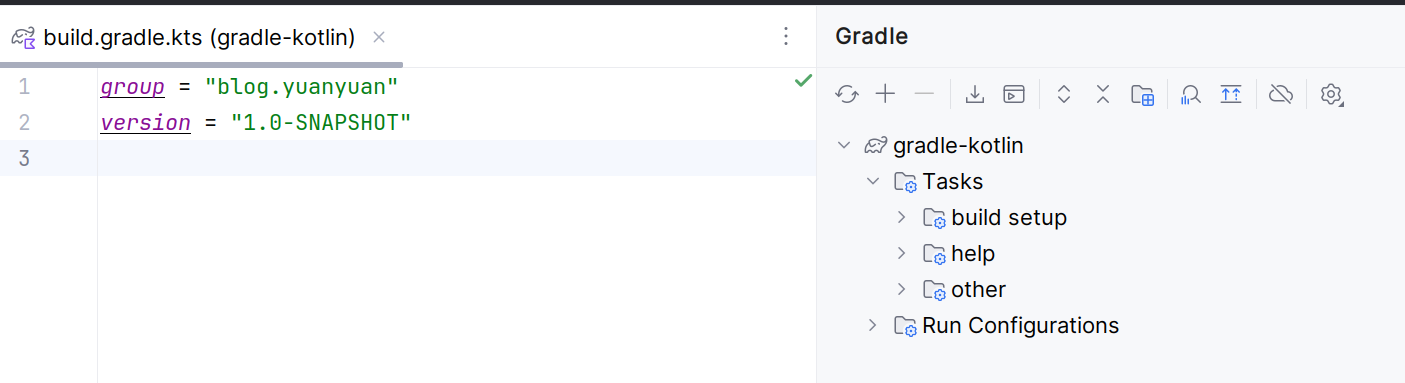 build.gradle.kts (gradle-kotlin)
1 group = "blog.yuanyuan"
2 version = "1.0-SNAPSHOT"
3
Gradle
gradle-kotlin
Tasks
build setup
help
other
Run Configurations